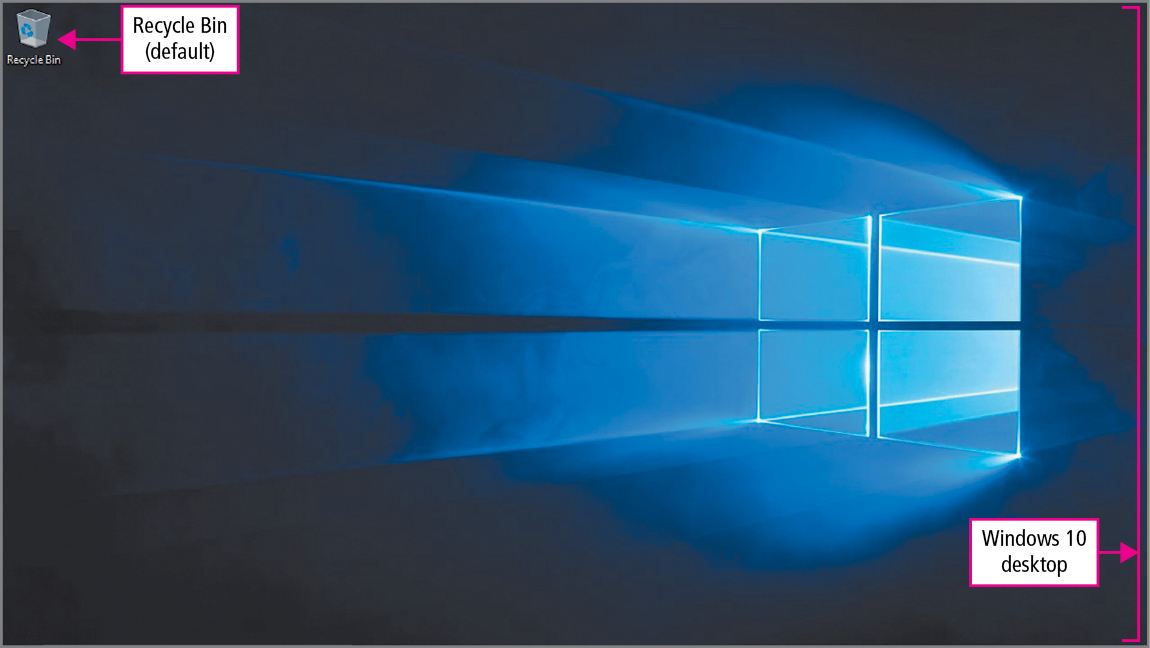 Recycle Bin
(default)
Recycle Bin
Windows 10
desktop